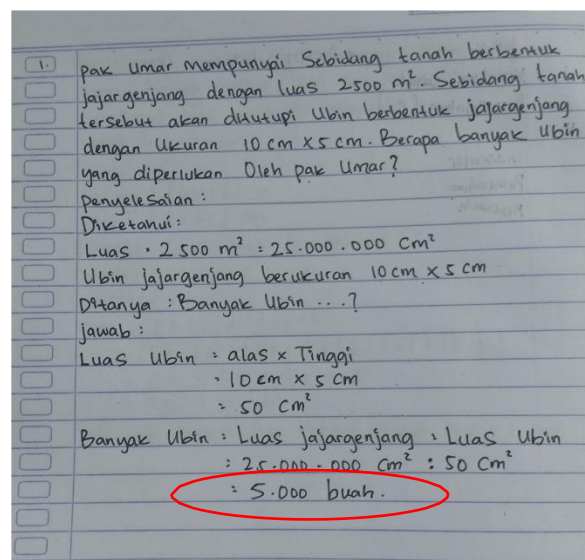 1. Pak Umar mempunyai Sebidang tanah berbentuk
jajargenjang dengan luas 2500 m². Sebidang tanah
tersebut akan ditutupi Ubin berbentuk jajargenjang
dengan Ukuran 10 cm x 5 cm. Berapa banyak Ubin
yang diperlukan Oleh pak Umar?
Penyelesaian :
Diketahui :
Luas : 2 500 m² : 25.000.000 cm²
Ubin jajargenjang berukuran 10 cm x 5 cm
Ditanya : Banyak Ubin ...?
jawab :
Luas Ubin = alas x Tinggi
= 10 cm x 5 cm
= 50 cm²
Banyak Ubin = Luas jajargenjang : Luas Ubin
= 25.000.000 cm² : 50 cm²
= 5.000 buah.